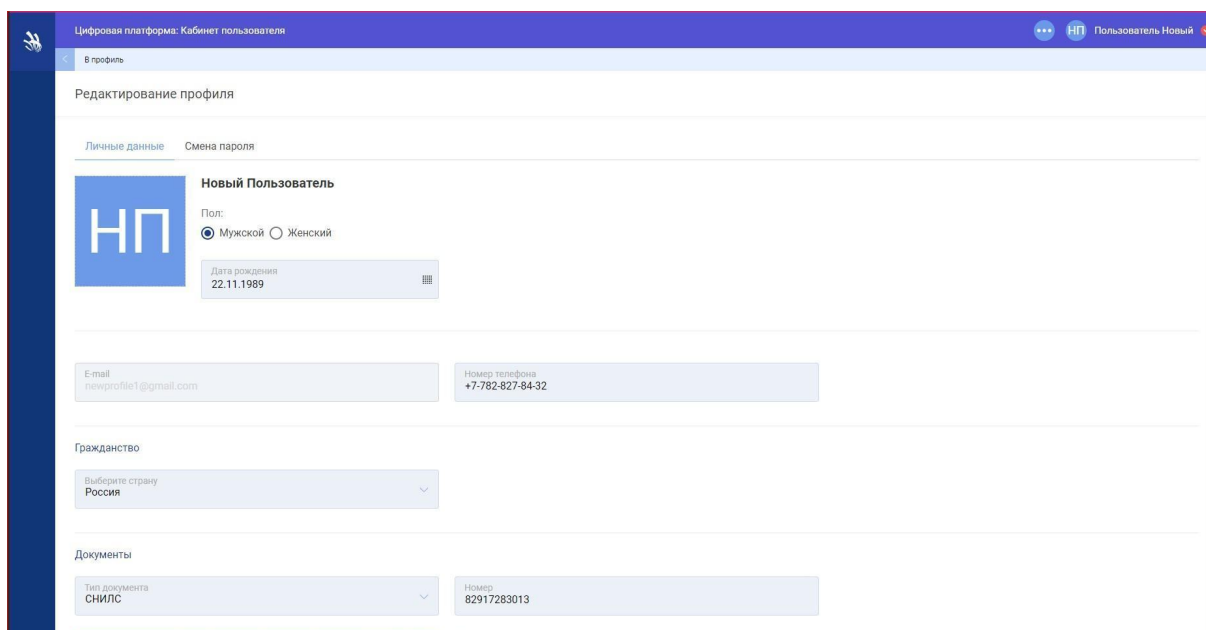 Цифровая платформа: Кабинет пользователя
••• НП Пользователь Новый
В профиль
Редактирование профиля
Личные данные Смена пароля
НП
Новый Пользователь
Пол:
Мужской Женский
Дата рождения
22.11.1989
E-mail
newprofile1@gmail.com
Номер телефона
+7-782-827-84-32
Гражданство
Выберите страну
Россия
Документы
Тип документа
СНИЛС
Номер
82917283013